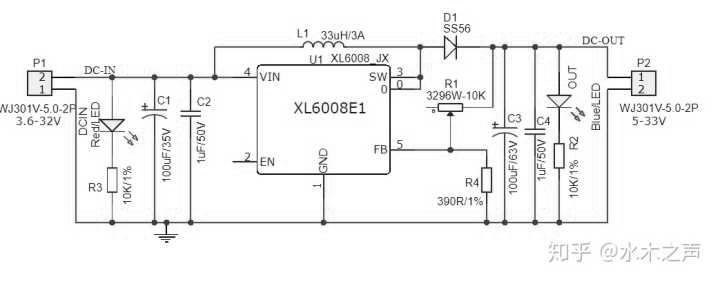 D1
SS56
L1
33uH/3A
DC-OUT
U1
XL6008_JX
P1
DC-IN
P2
4
VIN
SW
3
0
0
R1
3296W-10K
OUT
2
1
1
2
WJ301V-5.0-2P
3.6-32V
DCIN
Red/LED
C1
100uF/35V
C2
1uF/50V
XL6008E1
C3
100uF/63V
C4
1uF/50V
Blue/LED
WJ301V-5.0-2P
5-33V
FB
5
2
EN
GND
1
R3
10K/1%
R4
390R/1%
R2
10K/1%
知乎 @水木之声